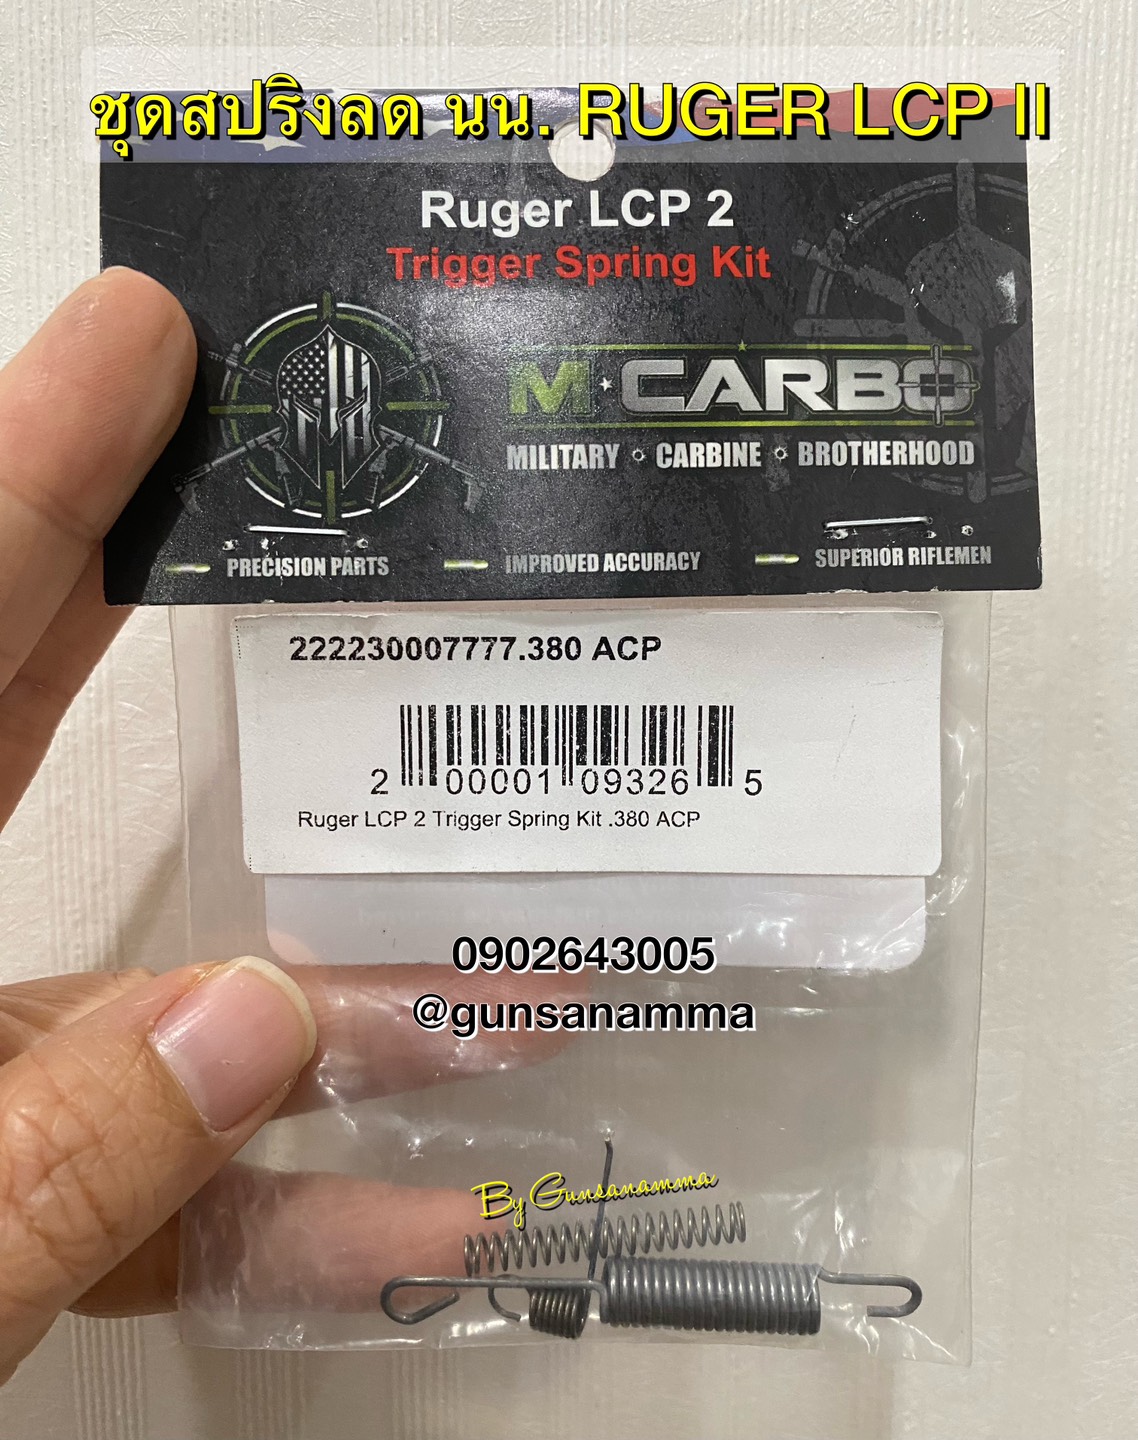 ชุดสปริงลด นน. RUGER LCP II
Ruger LCP 2
Trigger Spring Kit
M CARBO
MILITARY CARBINE BROTHERHOOD
PRECISION PARTS IMPROVED ACCURACY SUPERIOR RIFLEMEN
222230007777.380 ACP
2 00001 09326 5
Ruger LCP 2 Trigger Spring Kit .380 ACP
0902643005
@gunsanamma
By Gunsanamma